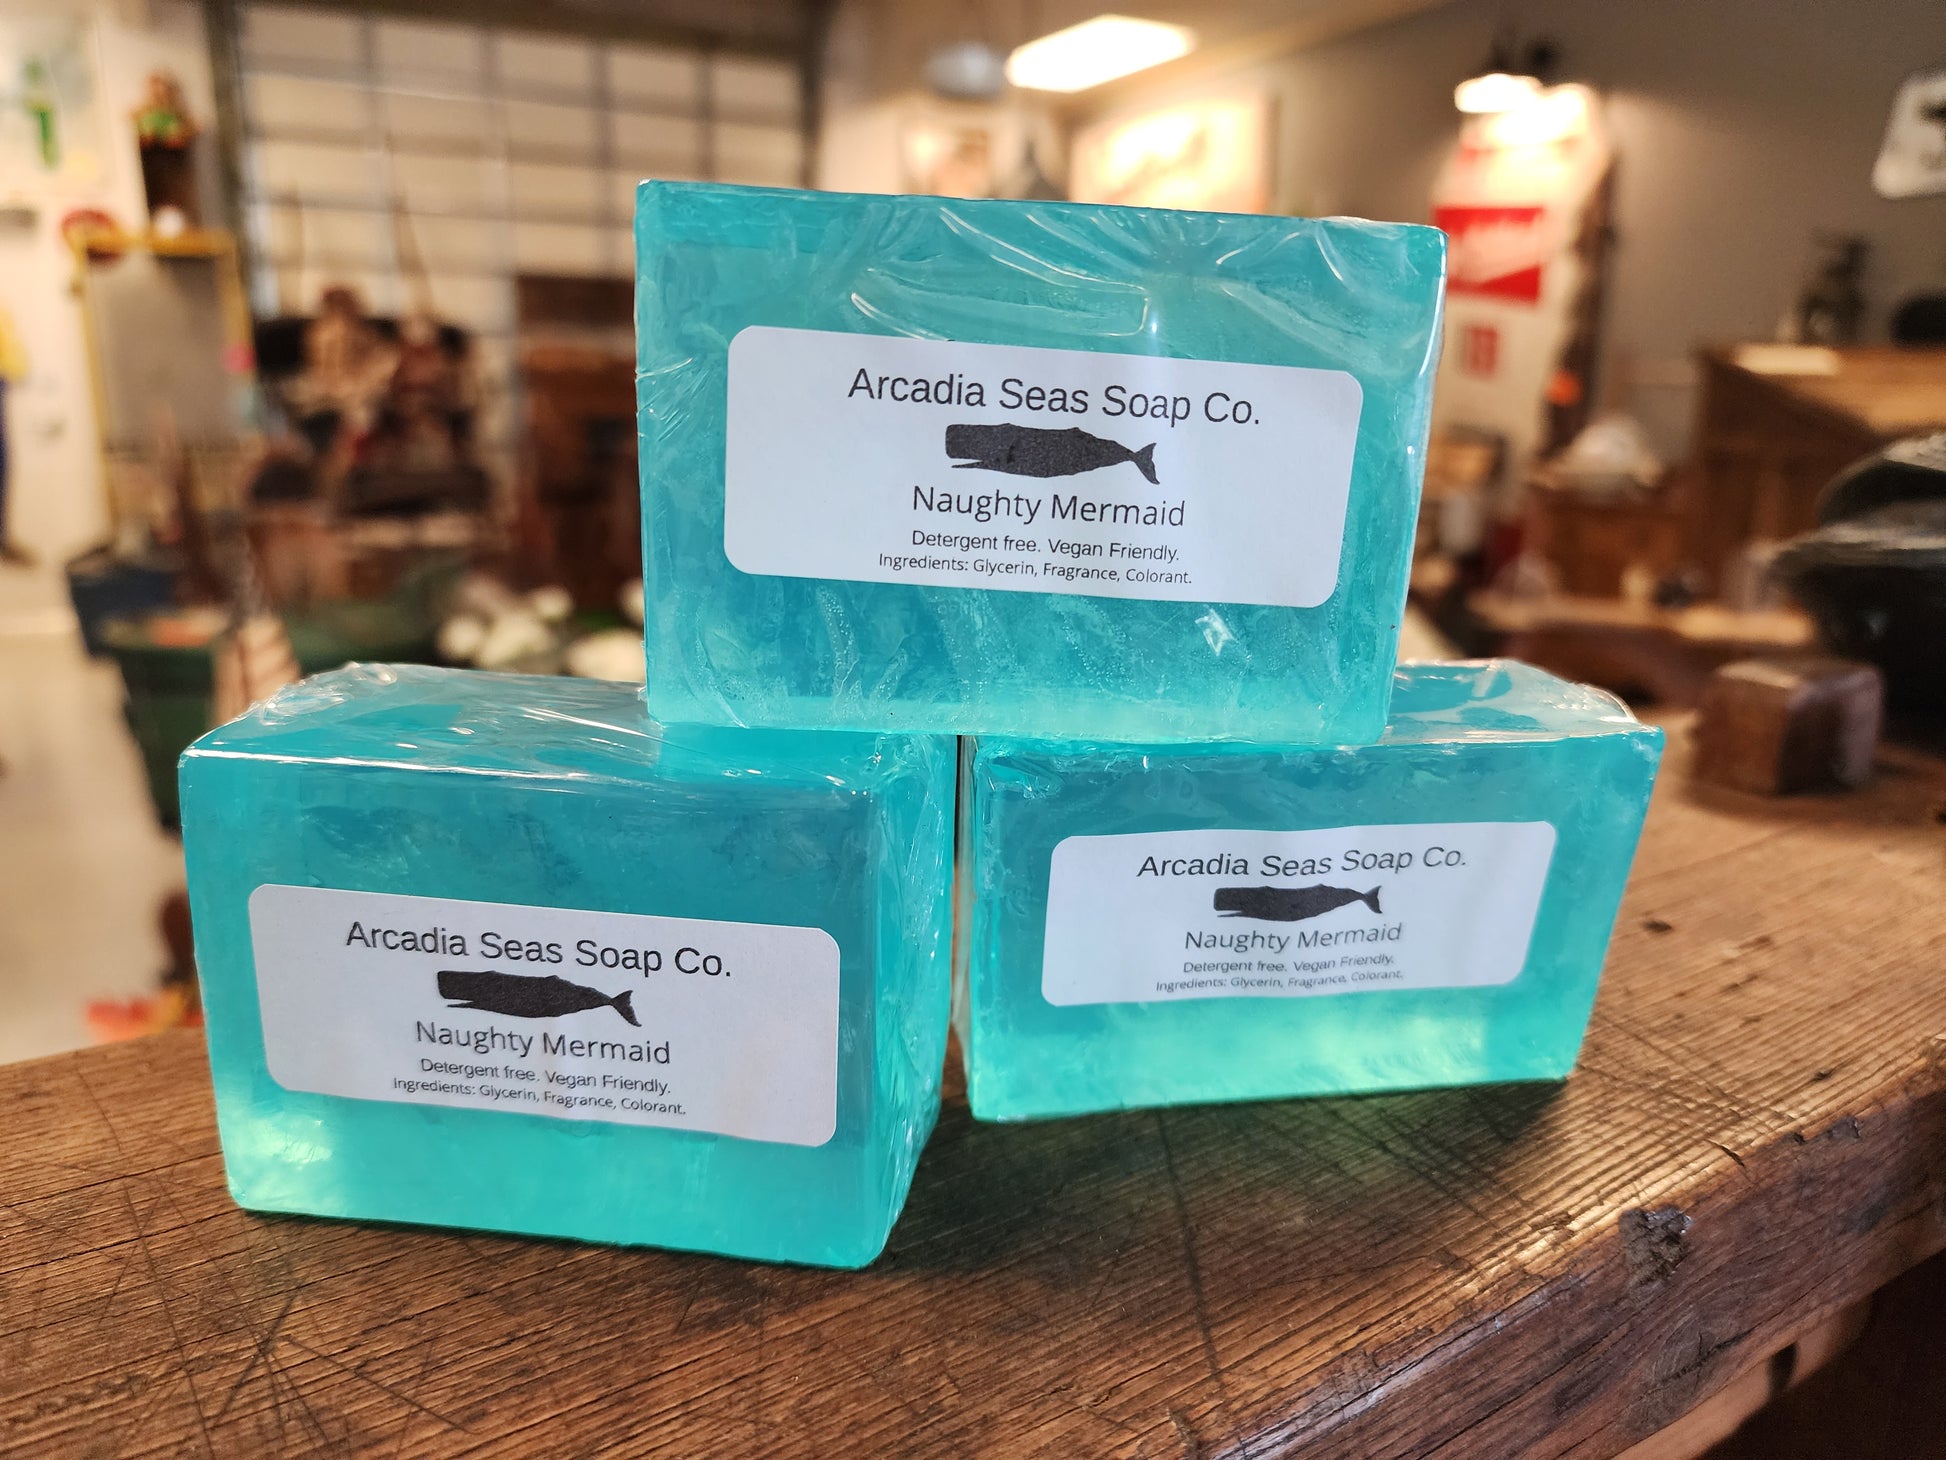 Arcadia Seas Soap Co.
Naughty Mermaid
Detergent free. Vegan Friendly.
Ingredients: Glycerin, Fragrance, Colorant.
Arcadia Seas Soap Co.
Naughty Mermaid
Detergent free. Vegan Friendly.
Ingredients: Glycerin, Fragrance, Colorant.
Arcadia Seas Soap Co.
Naughty Mermaid
Detergent free. Vegan Friendly.
Ingredients: Glycerin, Fragrance, Colorant.